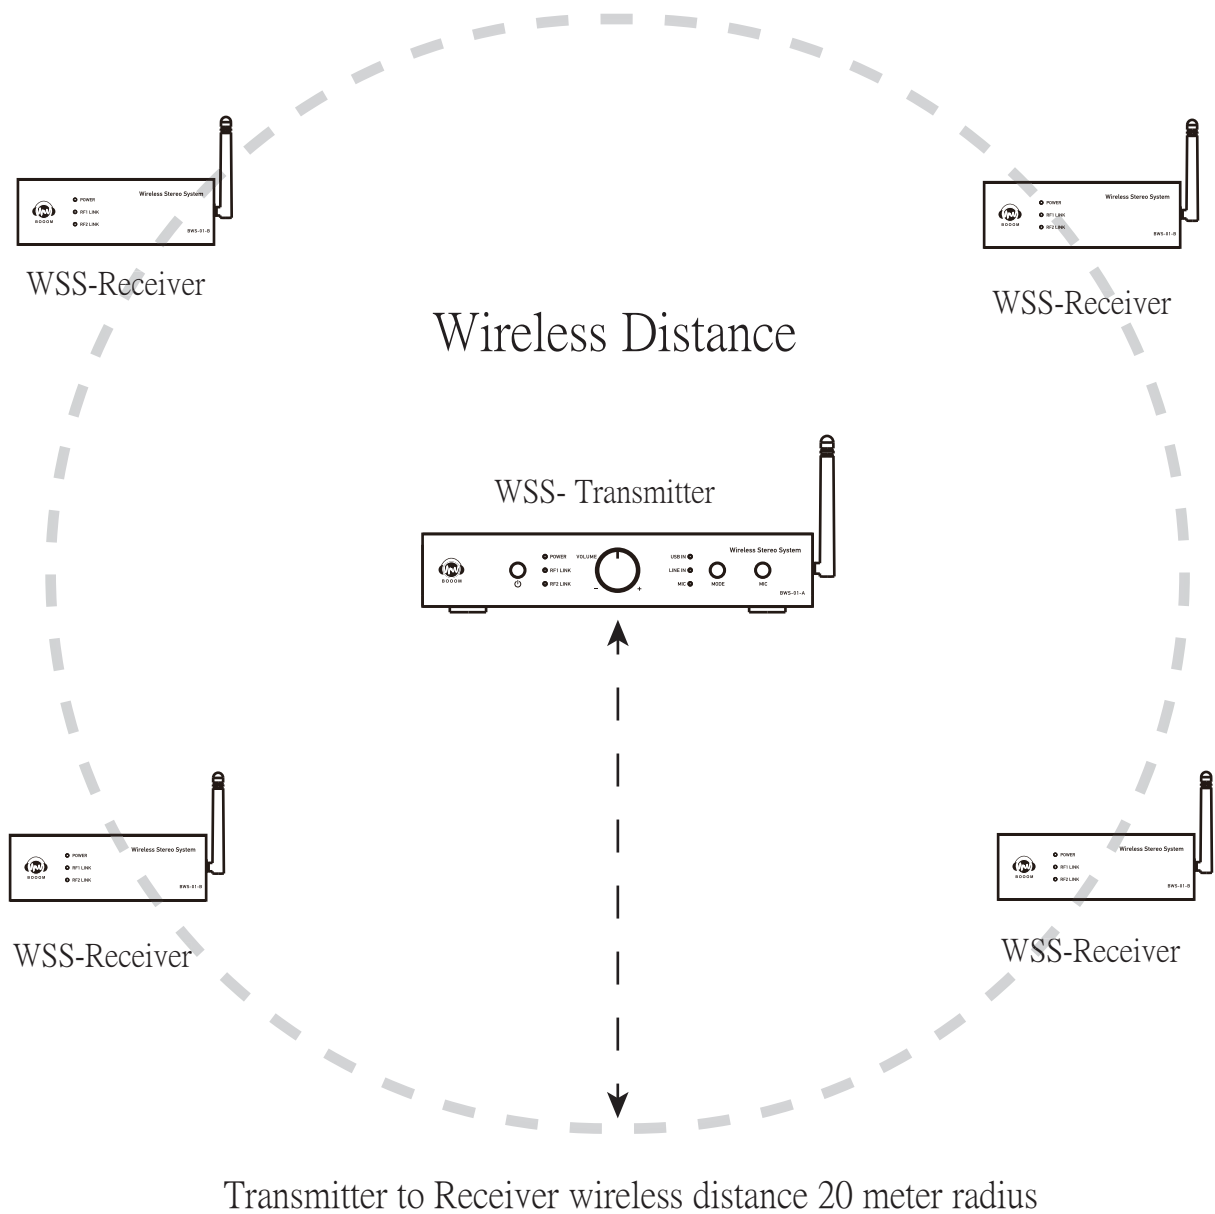 Wireless Stereo System
POWER
RF1 LINK
RF2 LINK
BOOOM
BWS-01-B
WSS-Receiver
Wireless Stereo System
POWER
RF1 LINK
RF2 LINK
BOOOM
BWS-01-B
WSS-Receiver
Wireless Distance
WSS- Transmitter
Wireless Stereo System
POWER VOLUME USB IN
RF1 LINK LINE IN
RF2 LINK MIC
BOOOM
- +
MODE MIC
BWS-01-A
Wireless Stereo System
POWER
RF1 LINK
RF2 LINK
BOOOM
BWS-01-B
WSS-Receiver
Wireless Stereo System
POWER
RF1 LINK
RF2 LINK
BOOOM
BWS-01-B
WSS-Receiver
Transmitter to Receiver wireless distance 20 meter radius